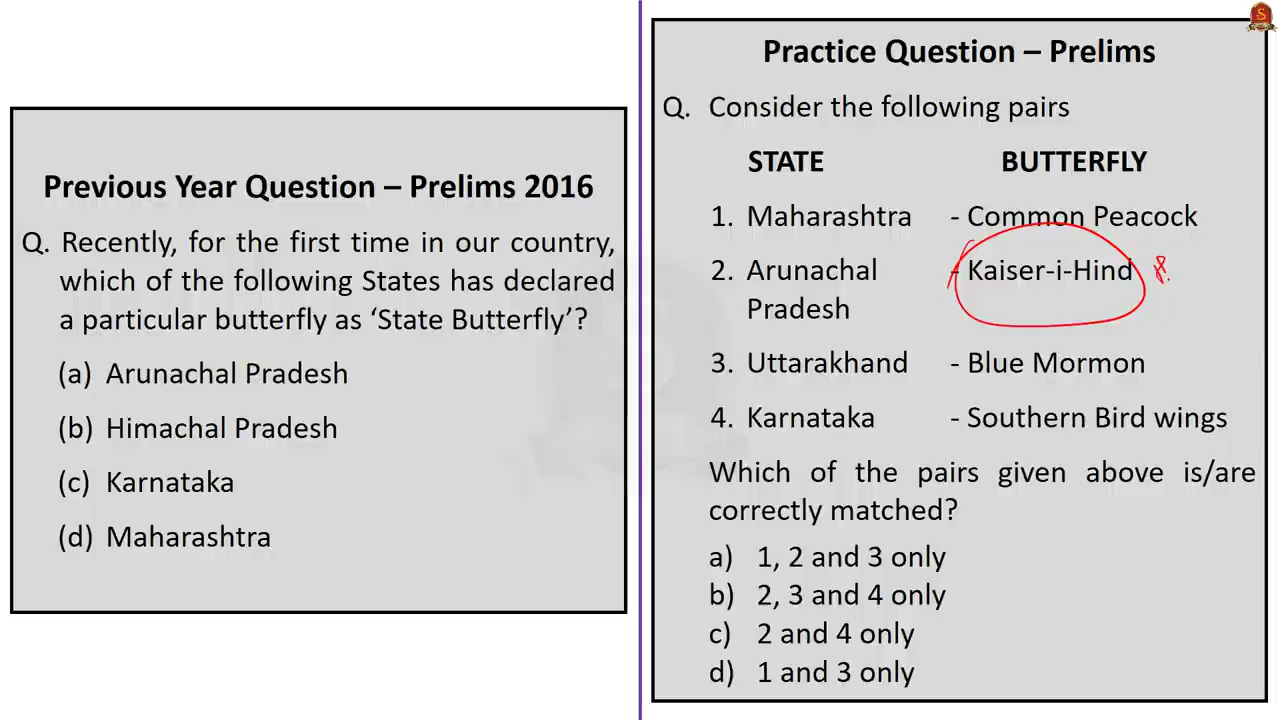 Previous Year Question – Prelims 2016
Q. Recently, for the first time in our country,
which of the following States has declared
a particular butterfly as ‘State Butterfly’?
(a) Arunachal Pradesh
(b) Himachal Pradesh
(c) Karnataka
(d) Maharashtra
Practice Question – Prelims
Q. Consider the following pairs
STATE BUTTERFLY
1. Maharashtra - Common Peacock
2. Arunachal - Kaiser-i-Hind
Pradesh
3. Uttarakhand - Blue Mormon
4. Karnataka - Southern Bird wings
Which of the pairs given above is/are
correctly matched?
a) 1, 2 and 3 only
b) 2, 3 and 4 only
c) 2 and 4 only
d) 1 and 3 only